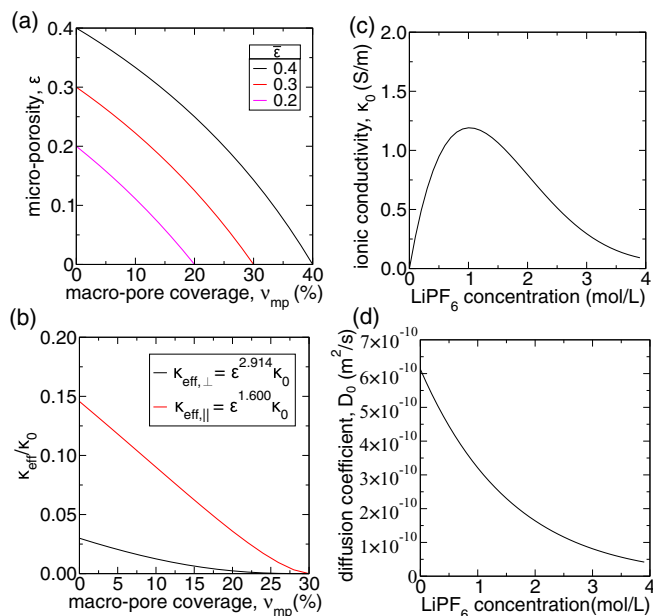 (a)
0.4
0.3
0.2
0.1
0
micro-porosity, ε
ε̅
0.4
0.3
0.2
0 10 20 30 40
macro-pore coverage, ν_mp (%)
(b)
0.20
0.15
0.10
0.05
0.00
κ_eff/κ_0
κ_eff,⊥ = ε^2.914 κ_0
κ_eff,|| = ε^1.600 κ_0
0 5 10 15 20 25 30
macro-pore coverage, ν_mp (%)
(c)
2.0
1.5
1.0
0.5
0.0
ionic conductivity, κ_0 (S/m)
0 1 2 3 4
LiPF_6 concentration (mol/L)
(d)
7×10^-10
6×10^-10
5×10^-10
4×10^-10
3×10^-10
2×10^-10
1×10^-10
0
diffusion coefficient, D_0 (m^2/s)
0 1 2 3 4
LiPF_6 concentration(mol/L)